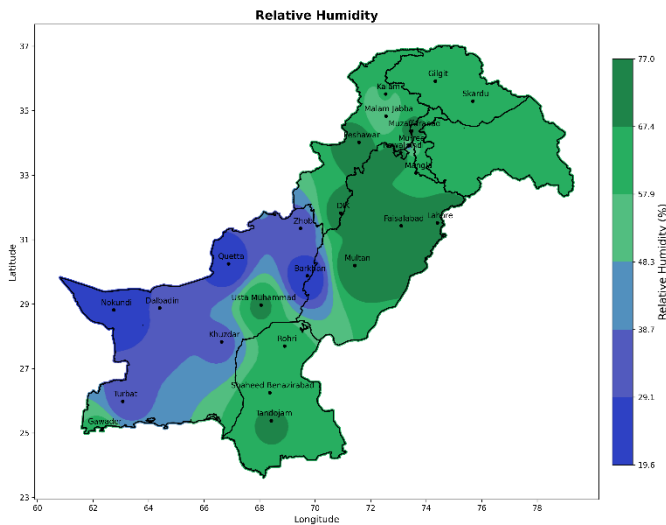 Relative Humidity
37
35
33
31
29
27
25
23
Latitude
60
62
64
66
68
70
72
74
76
78
Longitude
Gilgit
Kalam
Skardu
Malam Jabba
Muzaffarabad
Peshawar
Murree
Mangla
DIK
Lahore
Faisalabad
Zhob
Quetta
Multan
Barkhan
Usta Muhammad
Nokundi
Dalbadin
Khuzdar
Rohri
Shaheed Benazirabad
Turbat
Gawader
Tandojam
77.0
67.4
57.9
48.3
38.7
29.1
19.6
Relative Humidity (%)